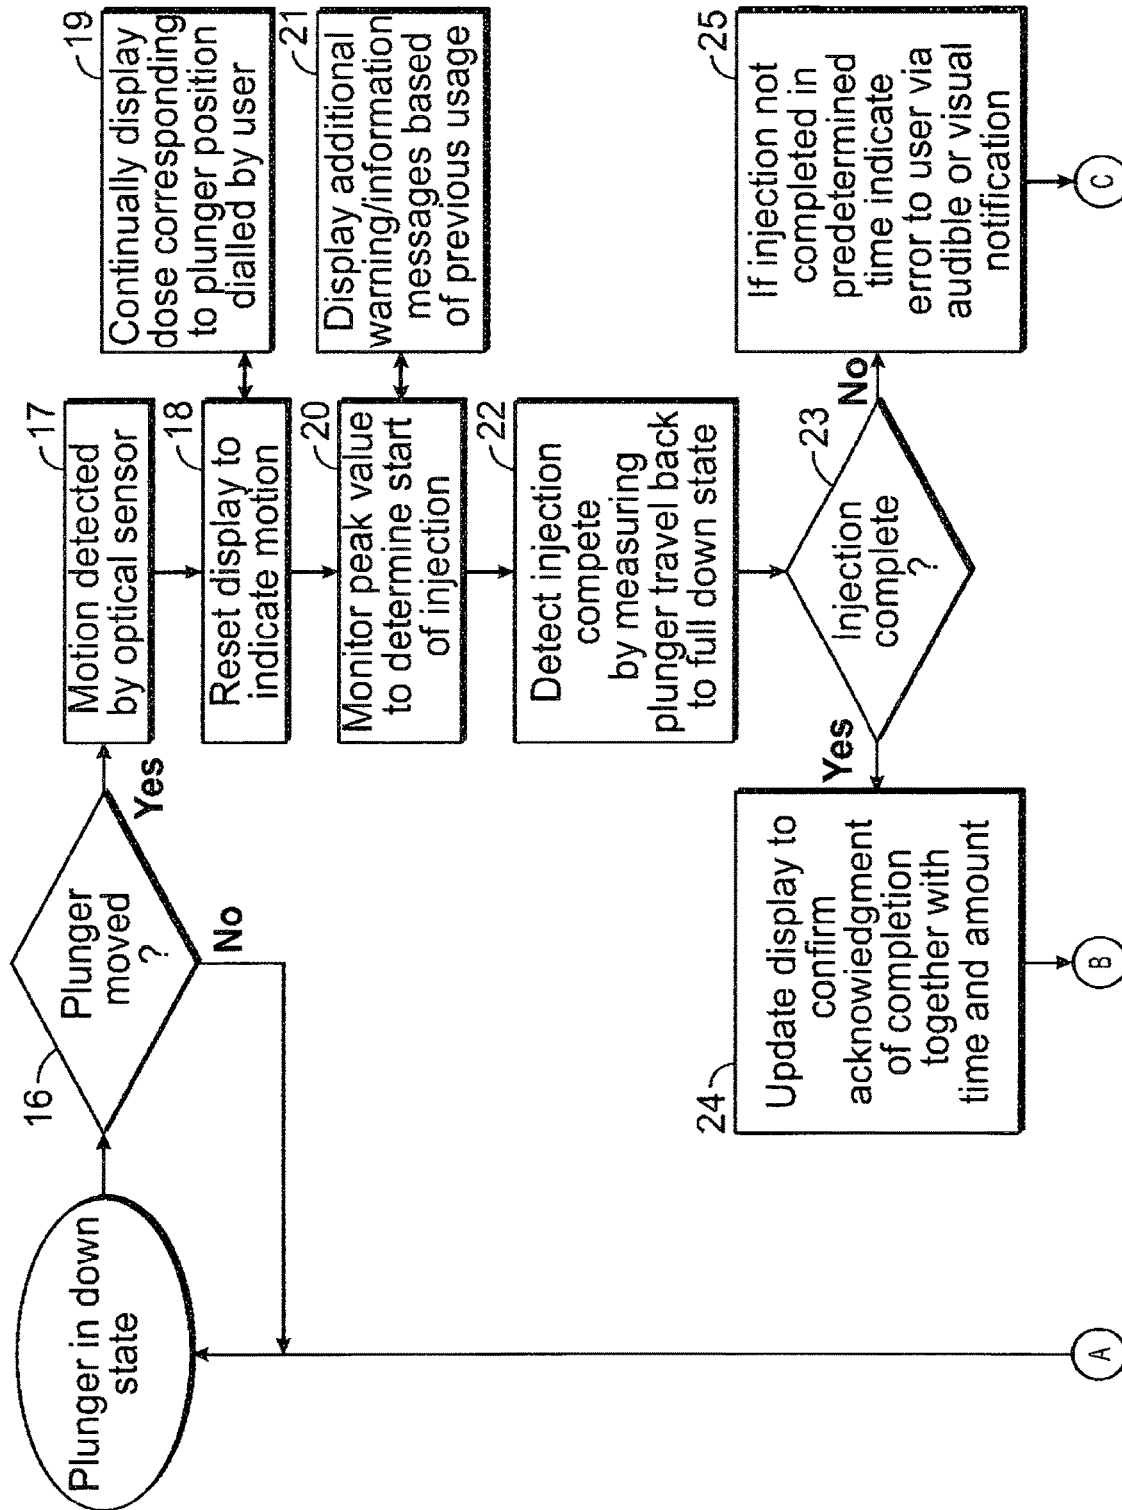 Plunger in down
state
16
Plunger
moved
?
Yes
No
17
Motion detected
by optical sensor
18
Reset display to
indicate motion
19
Continually display
dose corresponding
to plunger position
dialled by user
20
Monitor peak value
to determine start
of injection
21
Display additional
warning/information
messages based
of previous usage
22
Detect injection
compete
by measuring
plunger travel back
to full down state
23
Injection
complete
?
Yes
No
24
Update display to
confirm
acknowiedgment
of completion
together with
time and amount
25
If injection not
completed in
predetermined
time indicate
error to user via
audible or visual
notification
A
B
C